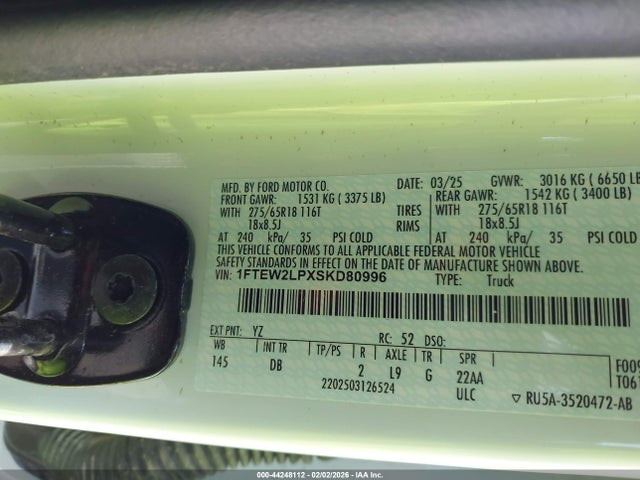 MFD. BY FORD MOTOR CO. DATE: 03/25 GVWR: 3016 KG ( 6650 LB
FRONT GAWR: 1531 KG ( 3375 LB) REAR GAWR: 1542 KG ( 3400 LB)
WITH 275/65R18 116T TIRES WITH 275/65R18 116T
18x8.5J RIMS 18x8.5J
AT 240 kPa/ 35 PSI COLD AT 240 kPa/ 35 PSI COLD
THIS VEHICLE CONFORMS TO ALL APPLICABLE FEDERAL MOTOR VEHICLE
SAFETY STANDARDS IN EFFECT ON THE DATE OF MANUFACTURE SHOWN ABOVE.
VIN: 1FTEW2LPXSKD80996 TYPE: Truck
EXT PNT: YZ RC: 52 DSO:
WB INT TR TP/PS R AXLE TR SPR
145 DB 2 L9 G 22AA
2202503126524 ULC
F009
T061
▽ RU5A-3520472-AB
000-44248112 - 02/02/2026 - COPART. INC.